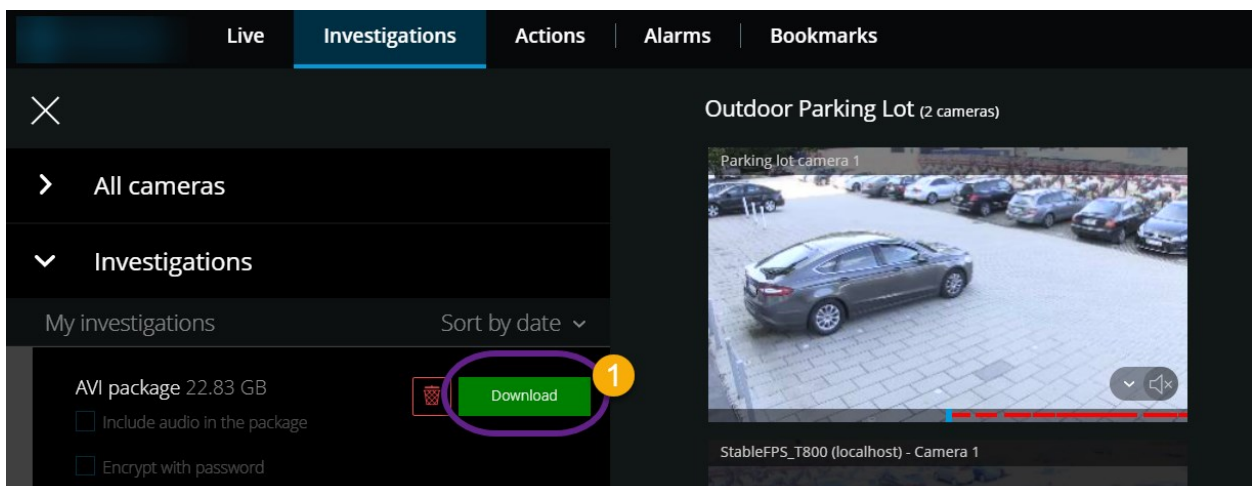 Live Investigations Actions Alarms Bookmarks
Outdoor Parking Lot (2 cameras)
All cameras
Investigations
My investigations Sort by date
AVI package 22.83 GB
Download
1
Include audio in the package
Encrypt with password
Parking lot camera 1
StableFPS_T800 (localhost) - Camera 1